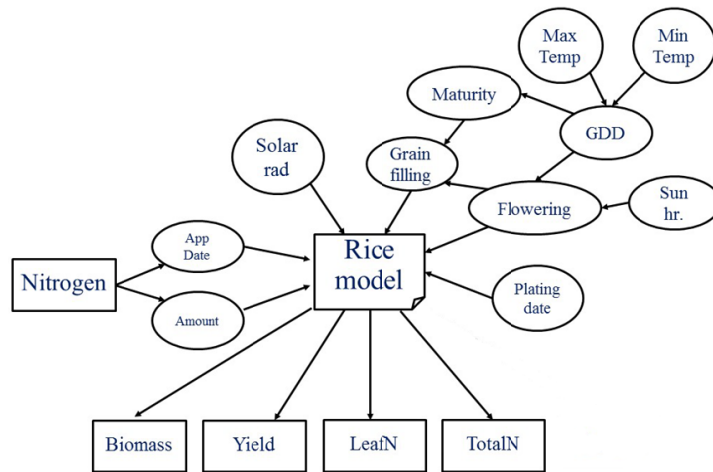 Max
Temp
Min
Temp
Maturity
GDD
Solar
rad
Grain
filling
Flowering
Sun
hr.
App
Date
Rice
model
Nitrogen
Plating
date
Amount
Biomass
Yield
LeafN
TotalN